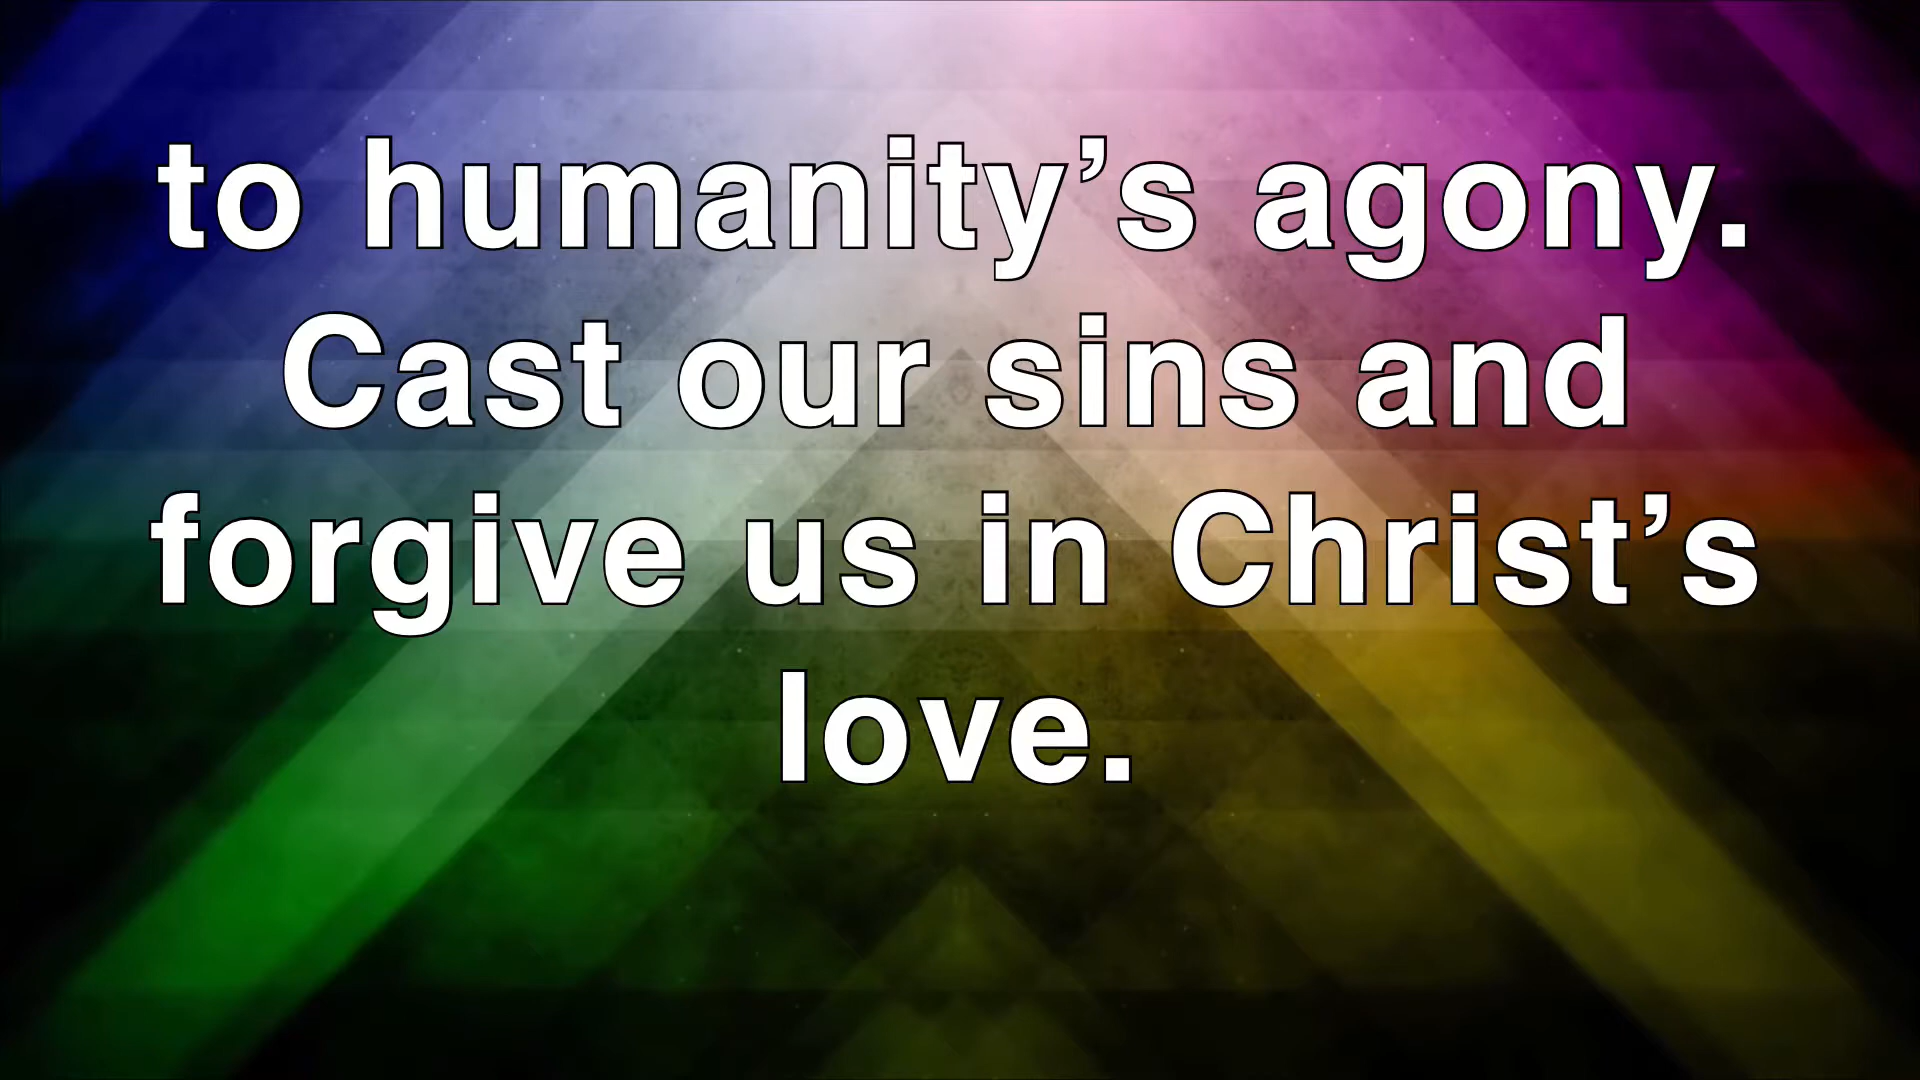 to humanity’s agony.
Cast our sins and
forgive us in Christ’s
love.